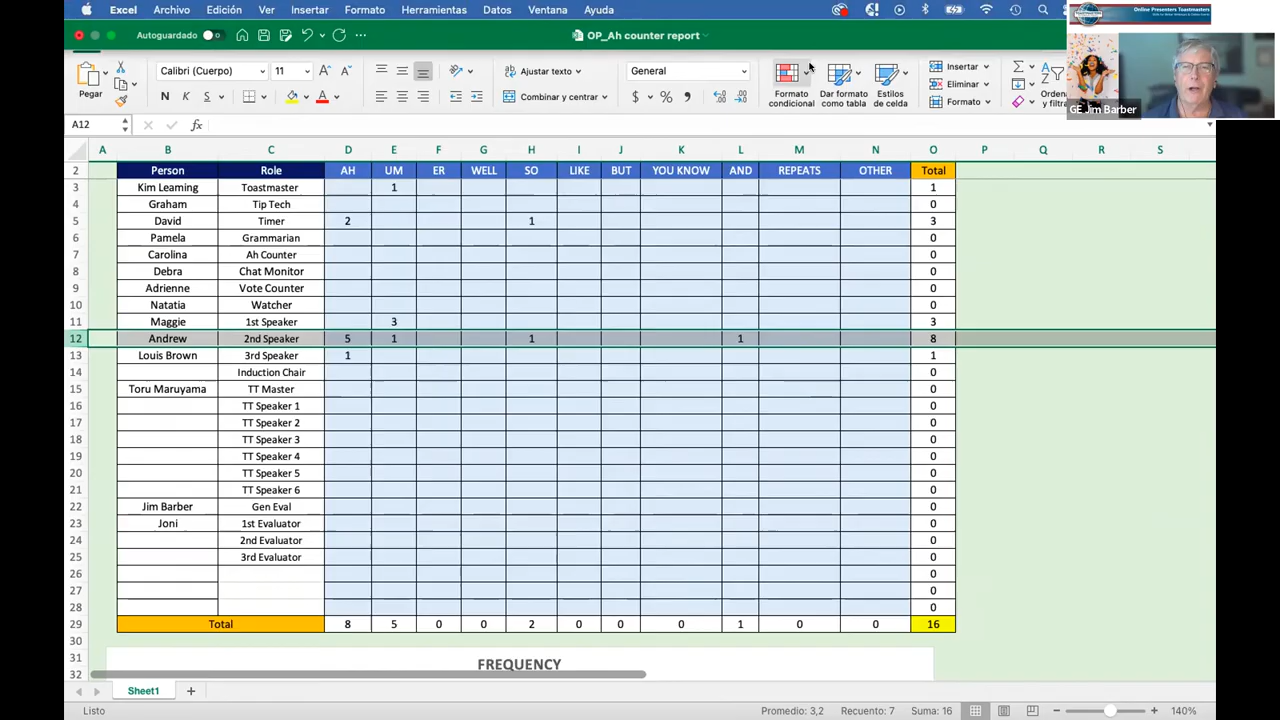 Excel Archivo Edición Ver Insertar Formato Herramientas Datos Ventana Ayuda
Online Presenters Toastmasters
Autoguardado OP_Ah counter report
Pegar Calibri (Cuerpo) 11 Ajustar texto General Formato condicional Dar formato como tabla Estilos de celda Insertar
N K S Combinar y centrar $ % Eliminar
Formato Orden y filtra
GE Jim Barber
A12 fx
A B C D E F G H I J K L M N O P Q R S
2 Person Role AH UM ER WELL SO LIKE BUT YOU KNOW AND REPEATS OTHER Total
3 Kim Leaming Toastmaster 1 1
4 Graham Tip Tech 0
5 David Timer 2 1 3
6 Pamela Grammarian 0
7 Carolina Ah Counter 0
8 Debra Chat Monitor 0
9 Adrienne Vote Counter 0
10 Natatia Watcher 0
11 Maggie 1st Speaker 3 3
12 Andrew 2nd Speaker 5 1 1 1 8
13 Louis Brown 3rd Speaker 1 1
14 Induction Chair 0
15 Toru Maruyama TT Master 0
16 TT Speaker 1 0
17 TT Speaker 2 0
18 TT Speaker 3 0
19 TT Speaker 4 0
20 TT Speaker 5 0
21 TT Speaker 6 0
22 Jim Barber Gen Eval 0
23 Joni 1st Evaluator 0
24 2nd Evaluator 0
25 3rd Evaluator 0
26 0
27 0
28 0
29 Total 8 5 0 0 2 0 0 0 1 0 0 16
30
31 FREQUENCY
32
Sheet1
Listo Promedio: 3,2 Recuento: 7 Suma: 16 140%